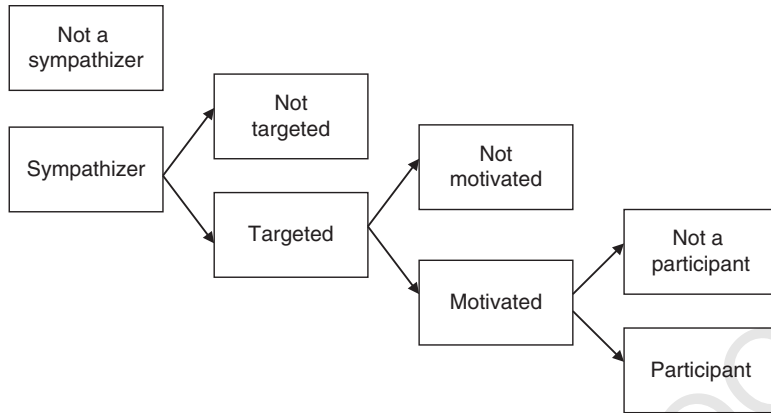 Not a
sympathizer
Sympathizer
Not
targeted
Targeted
Not
motivated
Motivated
Not a
participant
Participant